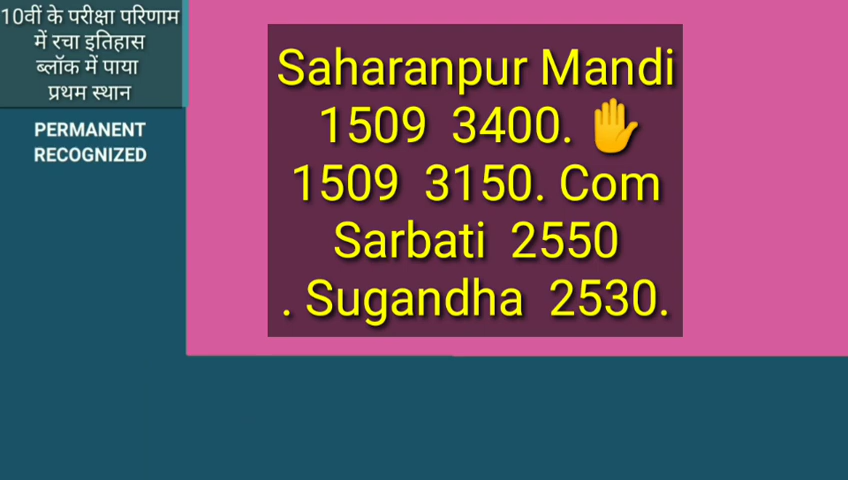 10वीं के परीक्षा परिणाम
में रचा इतिहास
ब्लॉक में पाया
प्रथम स्थान
PERMANENT
RECOGNIZED
Saharanpur Mandi
1509 3400. ✋
1509 3150. Com
Sarbati 2550
. Sugandha 2530.